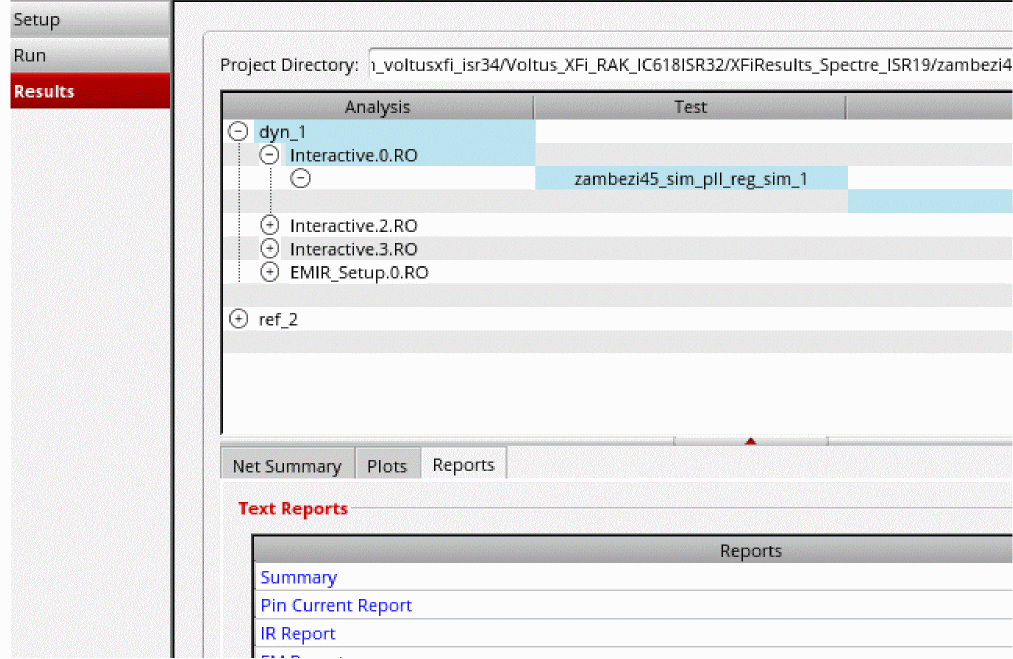 Setup
Run
Results
Project Directory: ı_voltusxfi_isr34/Voltus_XFi_RAK_IC618ISR32/XFiResults_Spectre_ISR19/zambezi4
Analysis Test
dyn_1
Interactive.0.RO
zambezi45_sim_pll_reg_sim_1
Interactive.2.RO
Interactive.3.RO
EMIR_Setup.0.RO
ref_2
Net Summary Plots Reports
Text Reports
Reports
Summary
Pin Current Report
IR Report